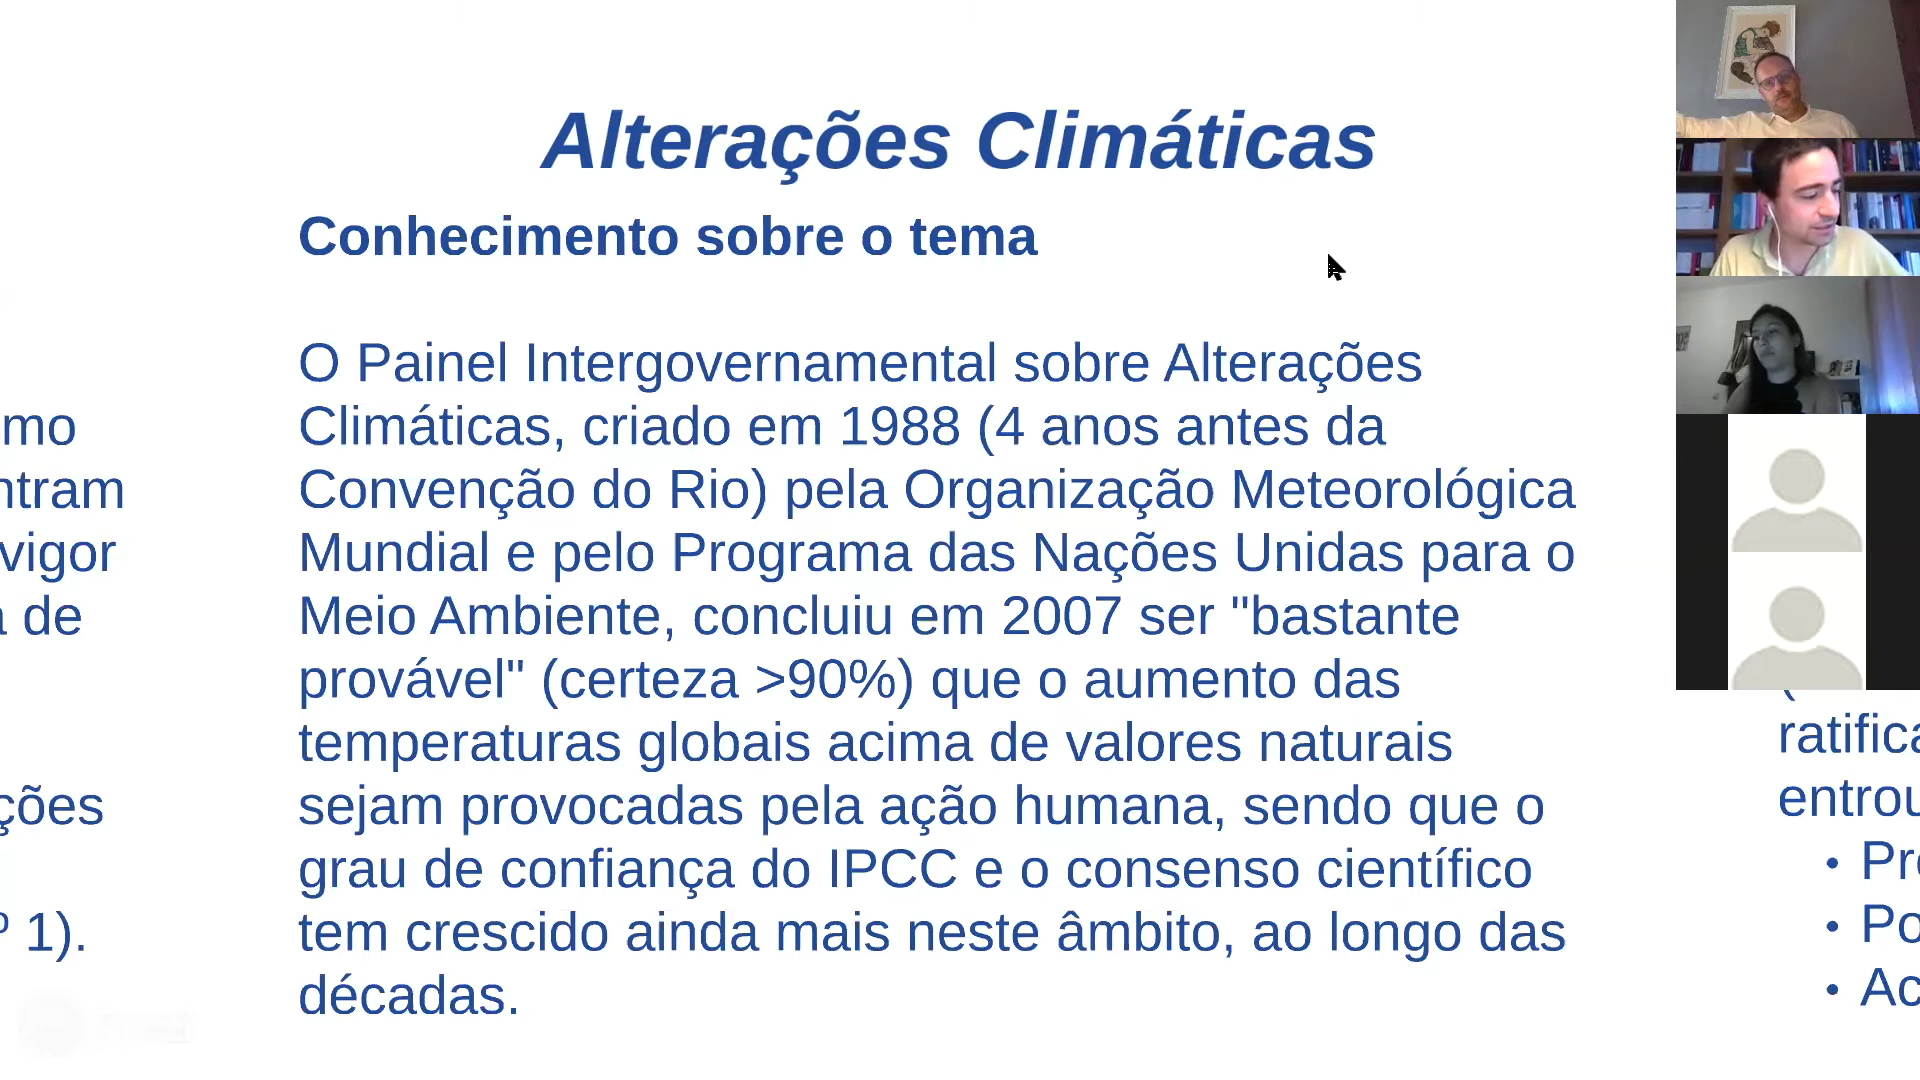 Alterações Climáticas
Conhecimento sobre o tema
O Painel Intergovernamental sobre Alterações
Climáticas, criado em 1988 (4 anos antes da
Convenção do Rio) pela Organização Meteorológica
Mundial e pelo Programa das Nações Unidas para o
Meio Ambiente, concluiu em 2007 ser "bastante
provável" (certeza >90%) que o aumento das
temperaturas globais acima de valores naturais
sejam provocadas pela ação humana, sendo que o
grau de confiança do IPCC e o consenso científico
tem crescido ainda mais neste âmbito, ao longo das
décadas.
vigor
de
1).